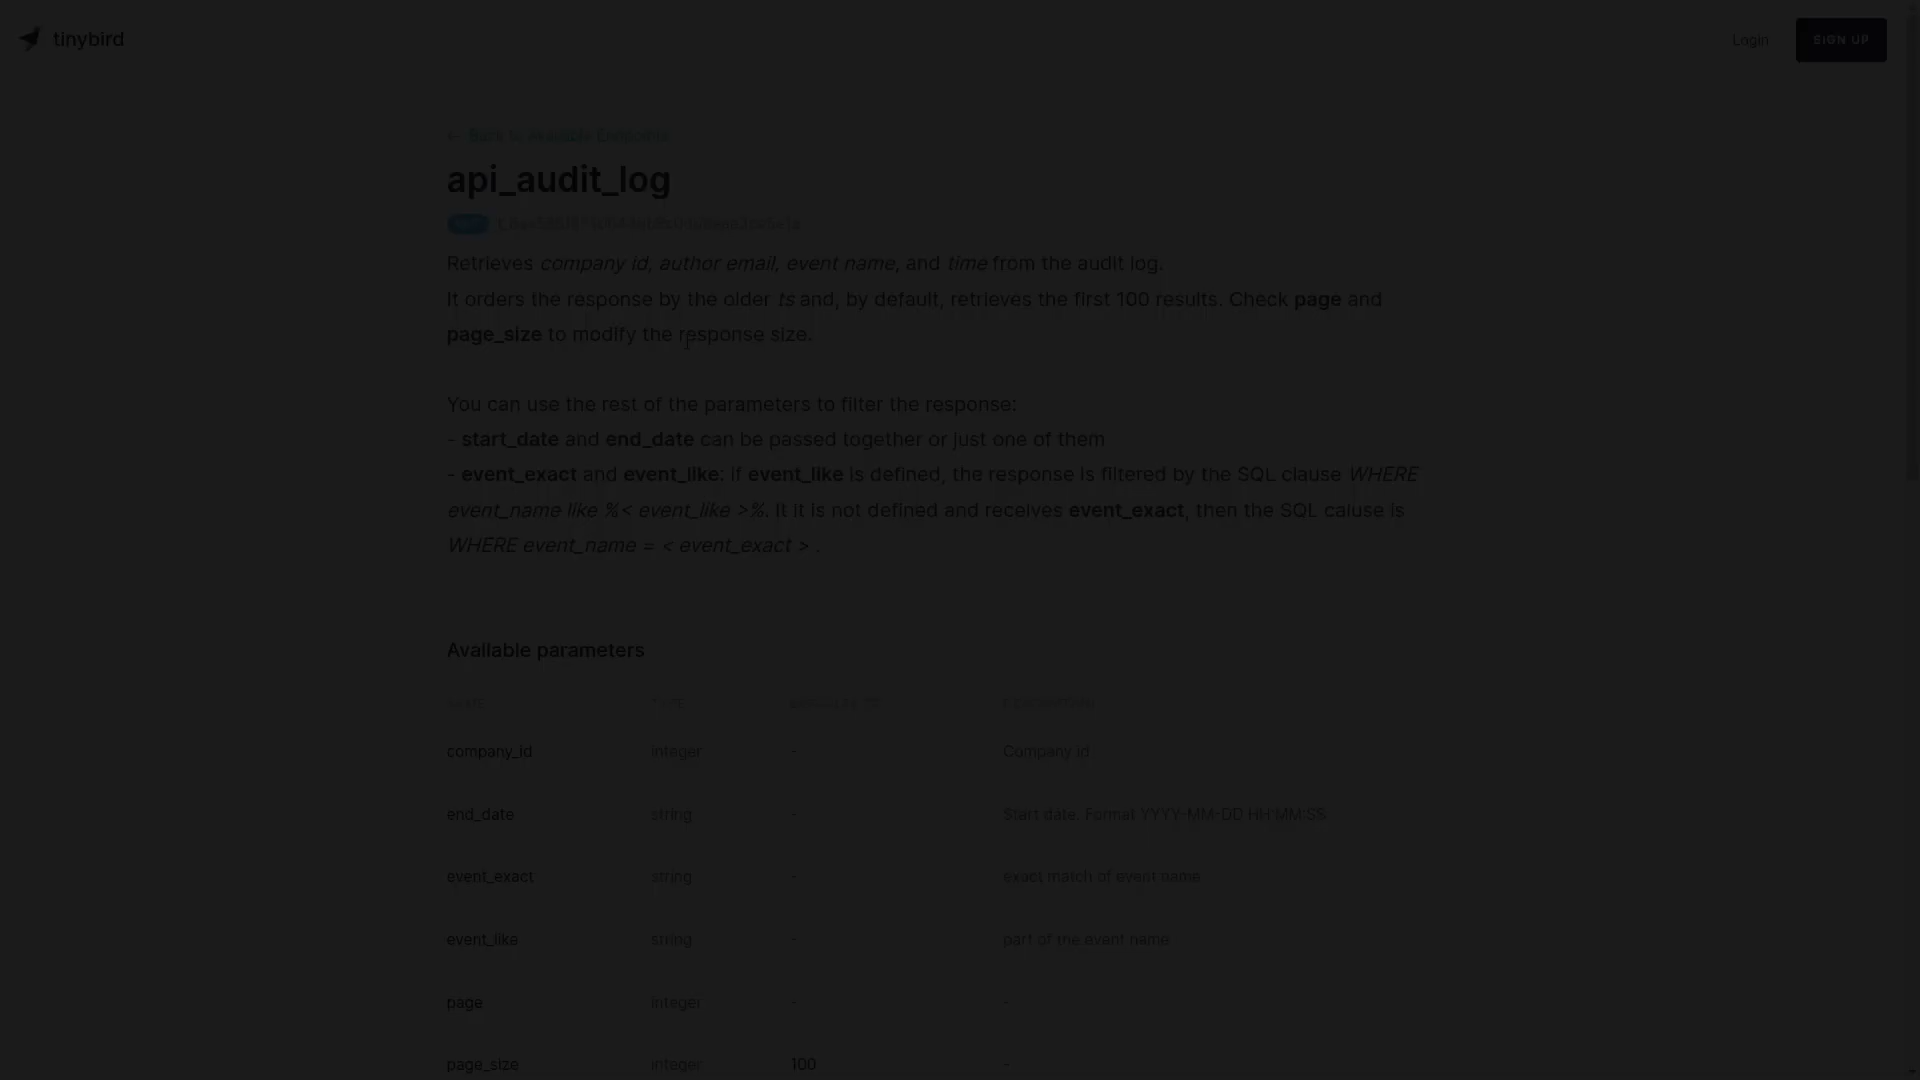 tinybird
Login
SIGN UP
← Back to Available Endpoints
api_audit_log
Retrieves company id, author email, event name, and time from the audit log.
It orders the response by the older ts and, by default, retrieves the first 100 results. Check page and
page_size to modify the response size.
You can use the rest of the parameters to filter the response:
- start_date and end_date can be passed together or just one of them
- event_exact and event_like: if event_like is defined, the response is filtered by the SQL clause WHERE
event_name like %< event_like >%. It it is not defined and receives event_exact, then the SQL caluse is
WHERE event_name = < event_exact > .
Available parameters
NAME TYPE DESCRIPTION
company_id integer - Company id
end_date string - Start date. Format YYYY-MM-DD HH:MM:SS
event_exact string - exact match of event name
event_like string - part of the event name
page integer - -
page_size integer 100 -